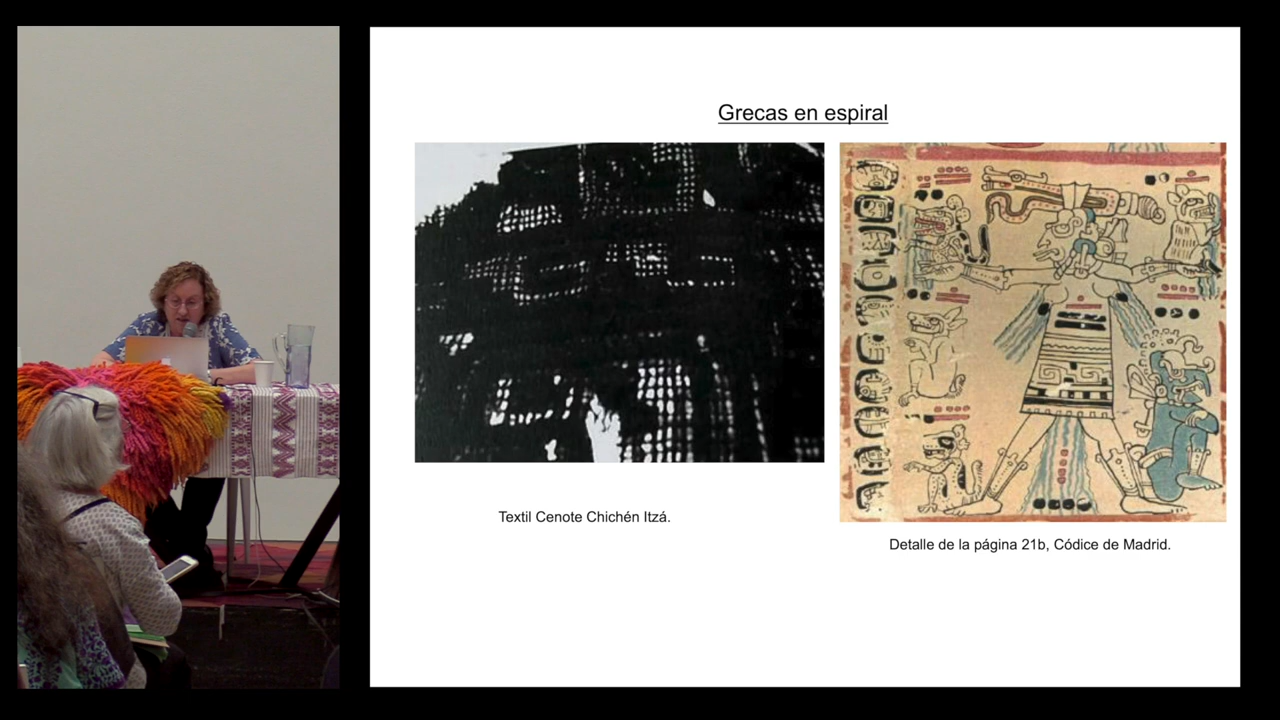 Grecas en espiral
Textil Cenote Chichén Itzá.
Detalle de la página 21b, Códice de Madrid.